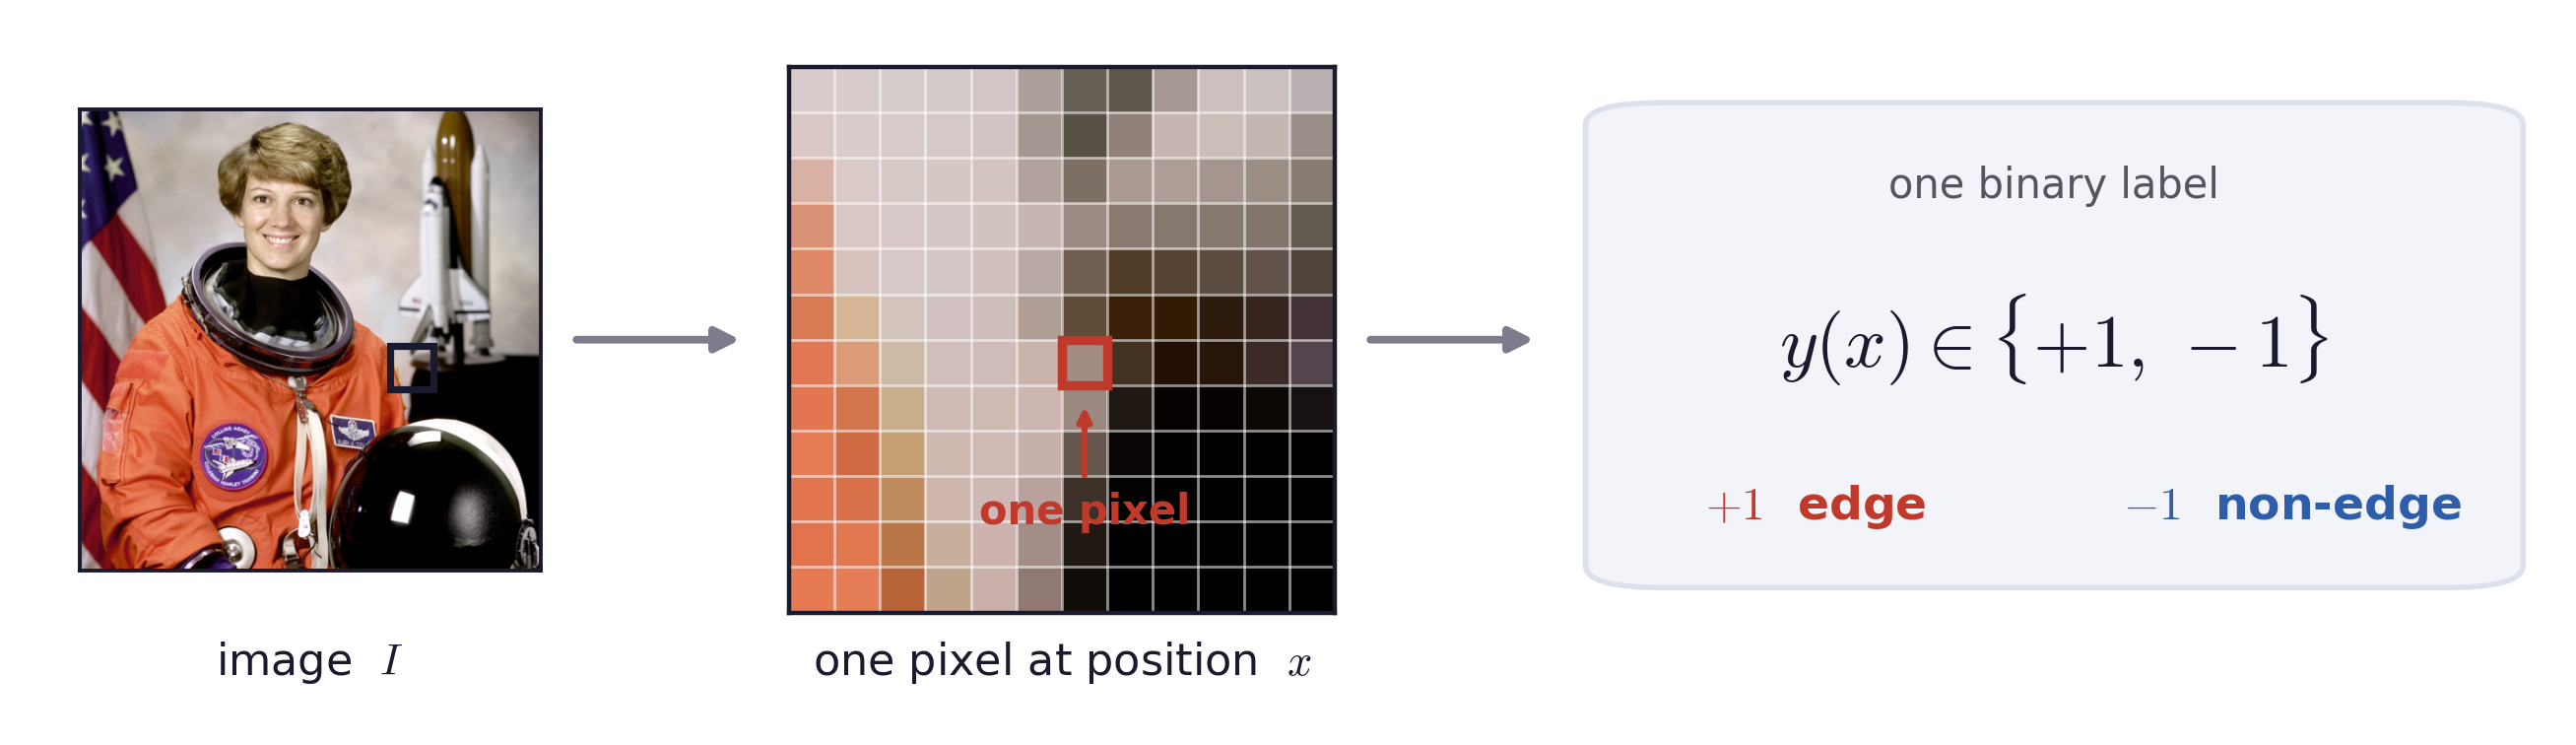 one pixel
image I
one pixel at position x
one binary label
y(x) ∈ {+1, −1}
+1 edge
−1 non-edge